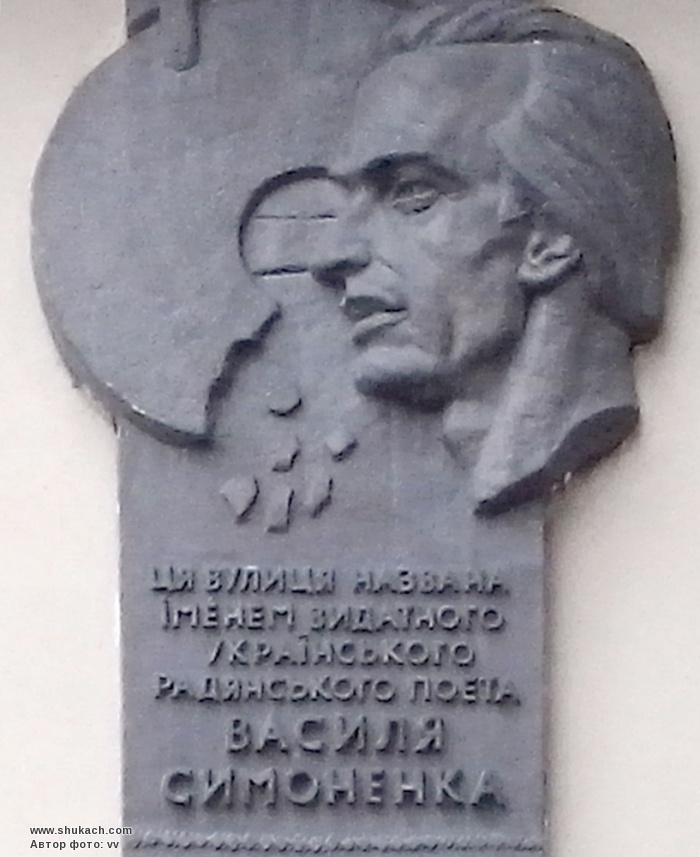 ЦЯ ВУЛИЦЯ НАЗВАНА
ІМЕНЕМ ВИДАТНОГО
УКРАЇНСЬКОГО
РАДЯНСЬКОГО ПОЕТА
ВАСИЛЯ
СИМОНЕНКА
www.shukach.com
Автор фото: vv